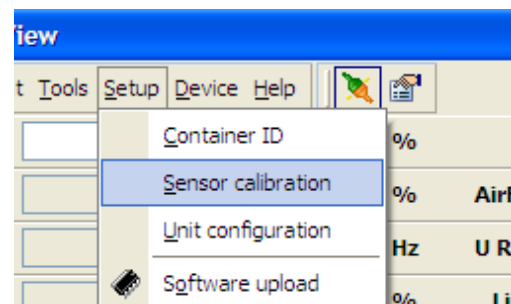 iew
t Tools Setup Device Help
Container ID
%
Sensor calibration
%
Air
Unit configuration
Hz
U R
Software upload
%
Li